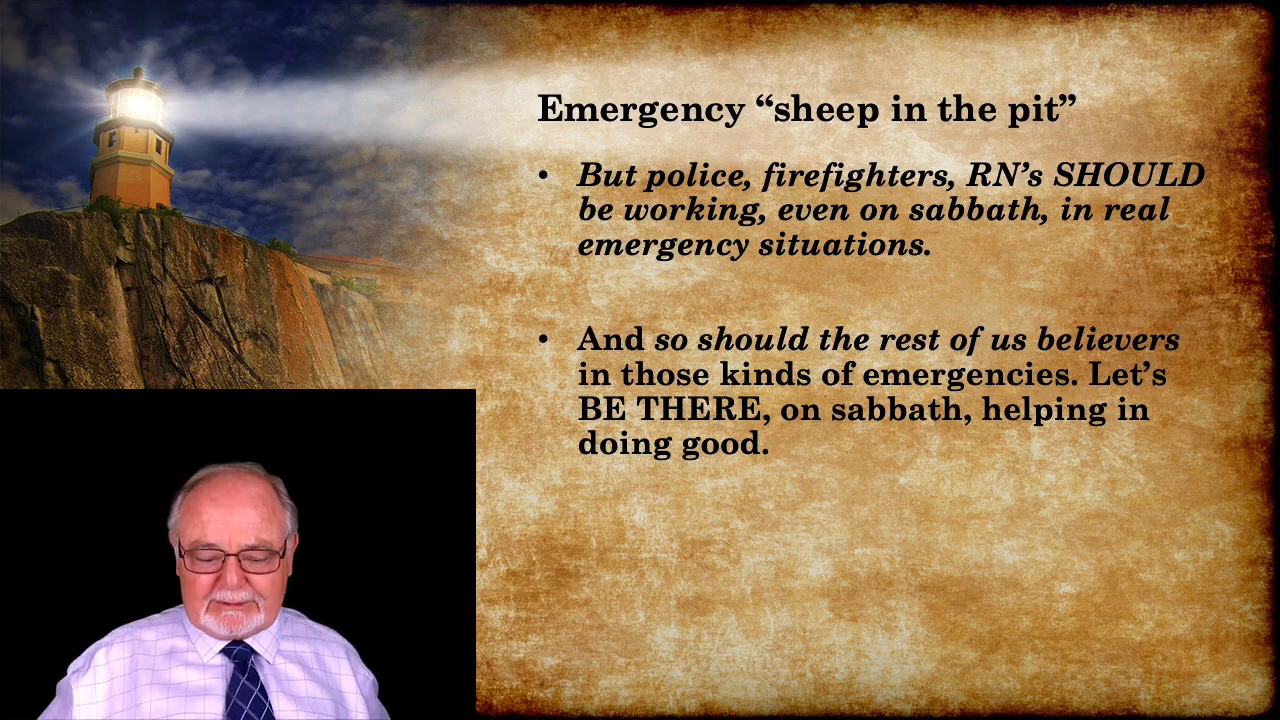 Emergency “sheep in the pit”
• But police, firefighters, RN’s SHOULD
be working, even on sabbath, in real
emergency situations.
• And so should the rest of us believers
in those kinds of emergencies. Let’s
BE THERE, on sabbath, helping in
doing good.